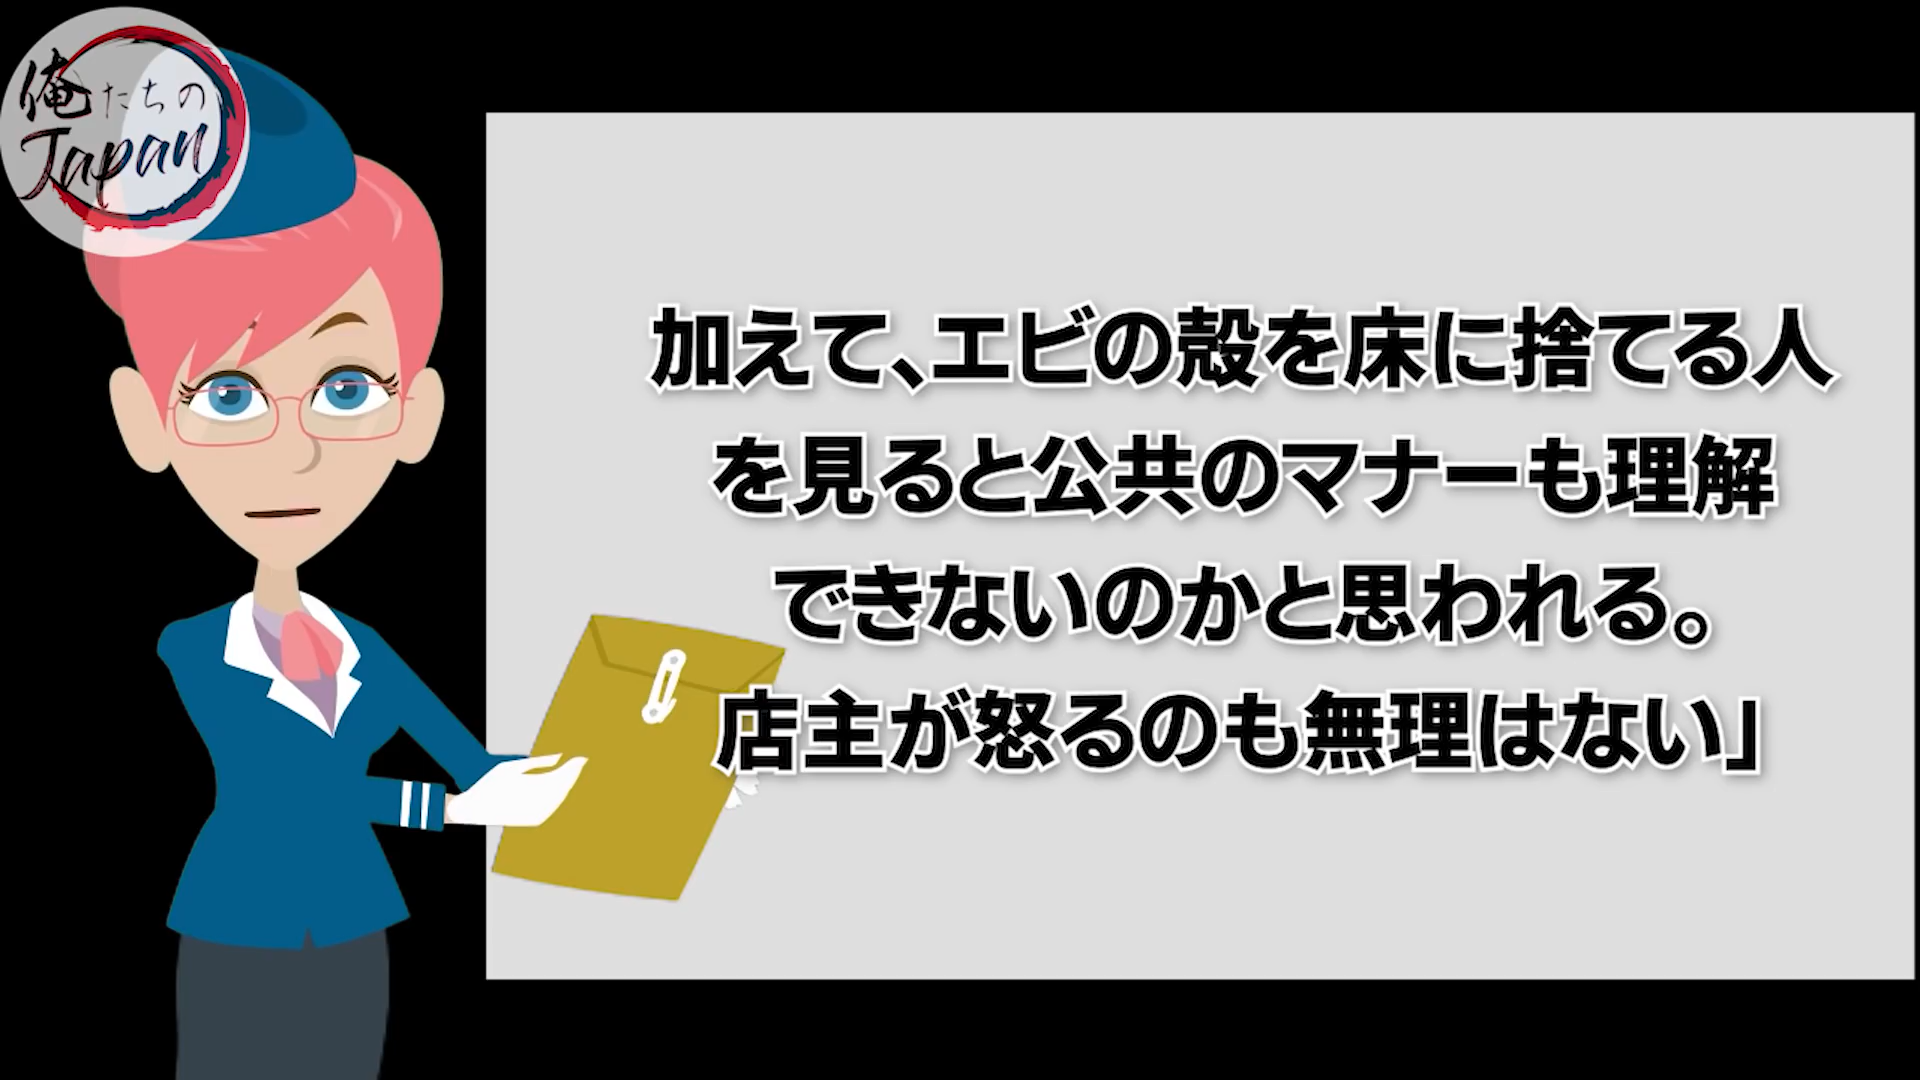 俺たちの
Japan
加えて、エビの殻を床に捨てる人
を見ると公共のマナーも理解
できないのかと思われる。
店主が怒るのも無理はない」